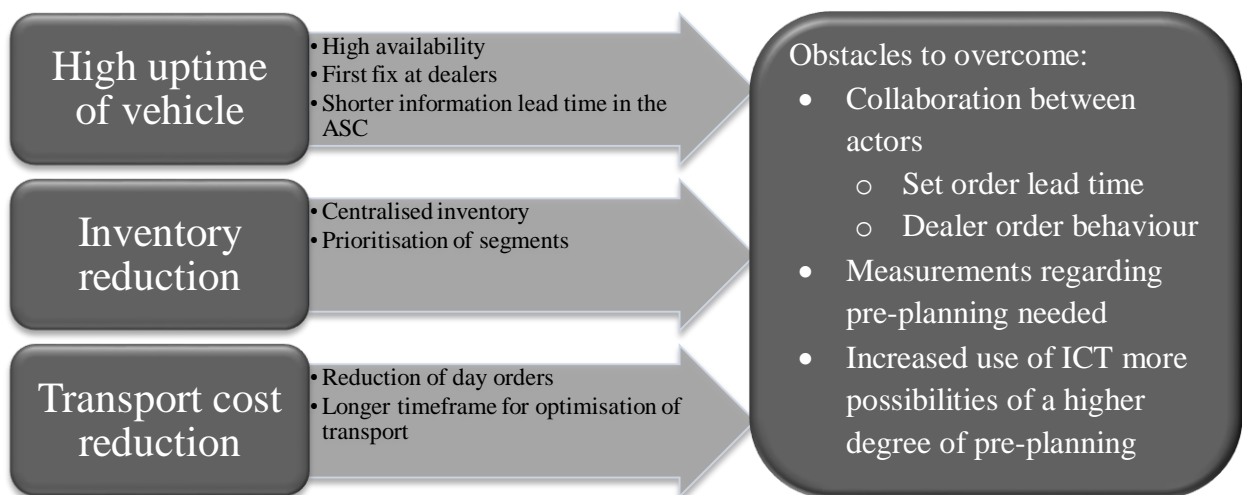 High uptime
of vehicle
• High availability
• First fix at dealers
• Shorter information lead time in the
ASC
Inventory
reduction
• Centralised inventory
• Prioritisation of segments
Transport cost
reduction
• Reduction of day orders
• Longer timeframe for optimisation of
transport
Obstacles to overcome:
• Collaboration between
actors
o Set order lead time
o Dealer order behaviour
• Measurements regarding
pre-planning needed
• Increased use of ICT more
possibilities of a higher
degree of pre-planning